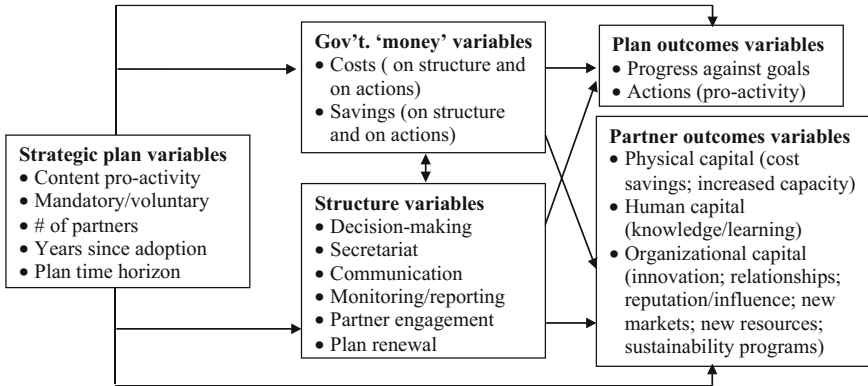 Strategic plan variables
• Content pro-activity
• Mandatory/voluntary
• # of partners
• Years since adoption
• Plan time horizon
Gov’t. ‘money’ variables
• Costs ( on structure and
on actions)
• Savings (on structure
and on actions)
Structure variables
• Decision-making
• Secretariat
• Communication
• Monitoring/reporting
• Partner engagement
• Plan renewal
Plan outcomes variables
• Progress against goals
• Actions (pro-activity)
Partner outcomes variables
• Physical capital (cost
savings; increased capacity)
• Human capital
(knowledge/learning)
• Organizational capital
(innovation; relationships;
reputation/influence; new
markets; new resources;
sustainability programs)